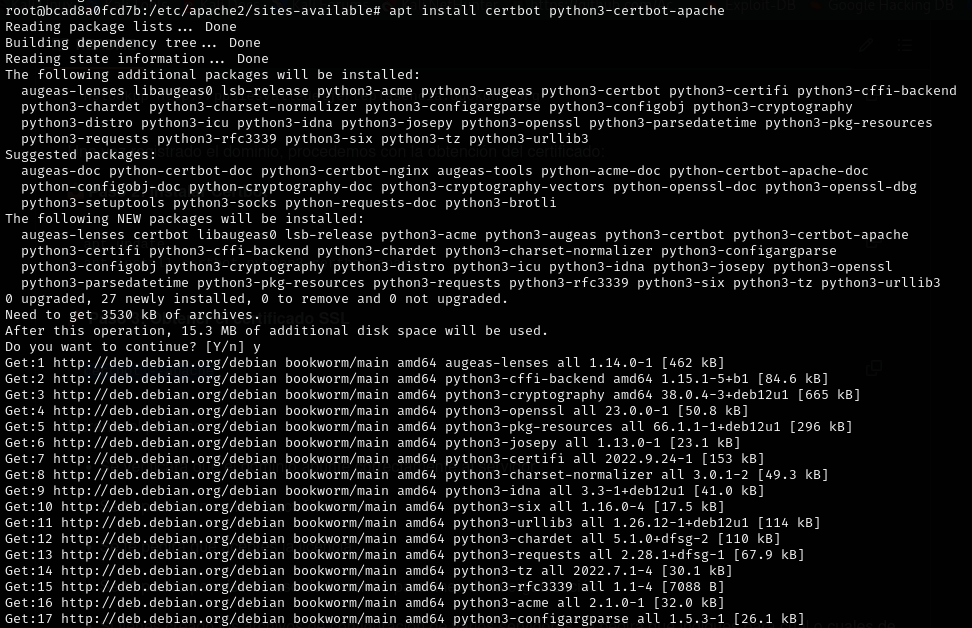 root@bcad8a0fcd7b:/etc/apache2/sites-available# apt install certbot python3-certbot-apache
Reading package lists... Done
Building dependency tree... Done
Reading state information... Done
The following additional packages will be installed:
  augeas-lenses libaugeas0 lsb-release python3-acme python3-augeas python3-certbot python3-certifi python3-cffi-backend
  python3-chardet python3-charset-normalizer python3-configargparse python3-configobj python3-cryptography
  python3-distro python3-icu python3-idna python3-josepy python3-openssl python3-parsedatetime python3-pkg-resources
  python3-requests python3-rfc3339 python3-six python3-tz python3-urllib3
Suggested packages:
  augeas-doc python-certbot-doc python3-certbot-nginx augeas-tools python-acme-doc python-certbot-apache-doc
  python-configobj-doc python-cryptography-doc python3-cryptography-vectors python-openssl-doc python3-openssl-dbg
  python3-setuptools python3-socks python-requests-doc python3-brotli
The following NEW packages will be installed:
  augeas-lenses certbot libaugeas0 lsb-release python3-acme python3-augeas python3-certbot python3-certbot-apache
  python3-certifi python3-cffi-backend python3-chardet python3-charset-normalizer python3-configargparse
  python3-configobj python3-cryptography python3-distro python3-icu python3-idna python3-josepy python3-openssl
  python3-parsedatetime python3-pkg-resources python3-requests python3-rfc3339 python3-six python3-tz python3-urllib3
0 upgraded, 27 newly installed, 0 to remove and 0 not upgraded.
Need to get 3530 kB of archives.
After this operation, 15.3 MB of additional disk space will be used.
Do you want to continue? [Y/n] y
Get:1 http://deb.debian.org/debian bookworm/main amd64 augeas-lenses all 1.14.0-1 [462 kB]
Get:2 http://deb.debian.org/debian bookworm/main amd64 python3-cffi-backend amd64 1.15.1-5+b1 [84.6 kB]
Get:3 http://deb.debian.org/debian bookworm/main amd64 python3-cryptography amd64 38.0.4-3+deb12u1 [665 kB]
Get:4 http://deb.debian.org/debian bookworm/main amd64 python3-openssl all 23.0.0-1 [50.8 kB]
Get:5 http://deb.debian.org/debian bookworm/main amd64 python3-pkg-resources all 66.1.1-1+deb12u1 [296 kB]
Get:6 http://deb.debian.org/debian bookworm/main amd64 python3-josepy all 1.13.0-1 [23.1 kB]
Get:7 http://deb.debian.org/debian bookworm/main amd64 python3-certifi all 2022.9.24-1 [153 kB]
Get:8 http://deb.debian.org/debian bookworm/main amd64 python3-charset-normalizer all 3.0.1-2 [49.3 kB]
Get:9 http://deb.debian.org/debian bookworm/main amd64 python3-idna all 3.3-1+deb12u1 [41.0 kB]
Get:10 http://deb.debian.org/debian bookworm/main amd64 python3-six all 1.16.0-4 [17.5 kB]
Get:11 http://deb.debian.org/debian bookworm/main amd64 python3-urllib3 all 1.26.12-1+deb12u1 [114 kB]
Get:12 http://deb.debian.org/debian bookworm/main amd64 python3-chardet all 5.1.0+dfsg-2 [110 kB]
Get:13 http://deb.debian.org/debian bookworm/main amd64 python3-requests all 2.28.1+dfsg-1 [67.9 kB]
Get:14 http://deb.debian.org/debian bookworm/main amd64 python3-tz all 2022.7.1-4 [30.1 kB]
Get:15 http://deb.debian.org/debian bookworm/main amd64 python3-rfc3339 all 1.1-4 [7088 B]
Get:16 http://deb.debian.org/debian bookworm/main amd64 python3-acme all 2.1.0-1 [32.0 kB]
Get:17 http://deb.debian.org/debian bookworm/main amd64 python3-configargparse all 1.5.3-1 [26.1 kB]